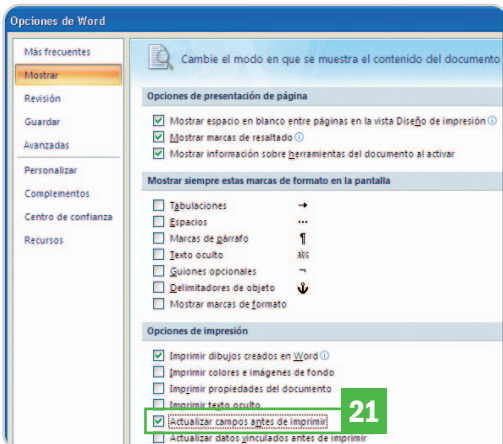 Opciones de Word
Más frecuentes
Mostrar
Revisión
Guardar
Avanzadas
Personalizar
Complementos
Centro de confianza
Recursos
Cambie el modo en que se muestra el contenido del documento
Opciones de presentación de página
Mostrar espacio en blanco entre páginas en la vista Diseño de impresión
Mostrar marcas de resaltado
Mostrar información sobre herramientas del documento al activar
Mostrar siempre estas marcas de formato en la pantalla
Tabulaciones →
Espacios ···
Marcas de párrafo ¶
Texto oculto abc
Guiones opcionales ¬
Delimitadores de objeto
Mostrar marcas de formato
Opciones de impresión
Imprimir dibujos creados en Word
Imprimir colores e imágenes de fondo
Imprimir propiedades del documento
Imprimir texto oculto
Actualizar campos antes de imprimir
21
Actualizar datos vinculados antes de imprimir